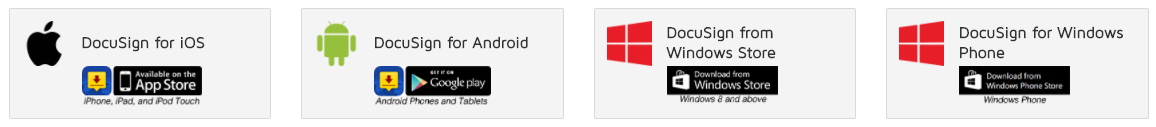 DocuSign for iOS
Available on the
App Store
iPhone, iPad, and iPod Touch
DocuSign for Android
GET IT ON
Google play
Android Phones and Tablets
DocuSign from
Windows Store
Download from
Windows Store
Windows 8 and above
DocuSign for Windows
Phone
Download from
Windows Phone Store
Windows Phone